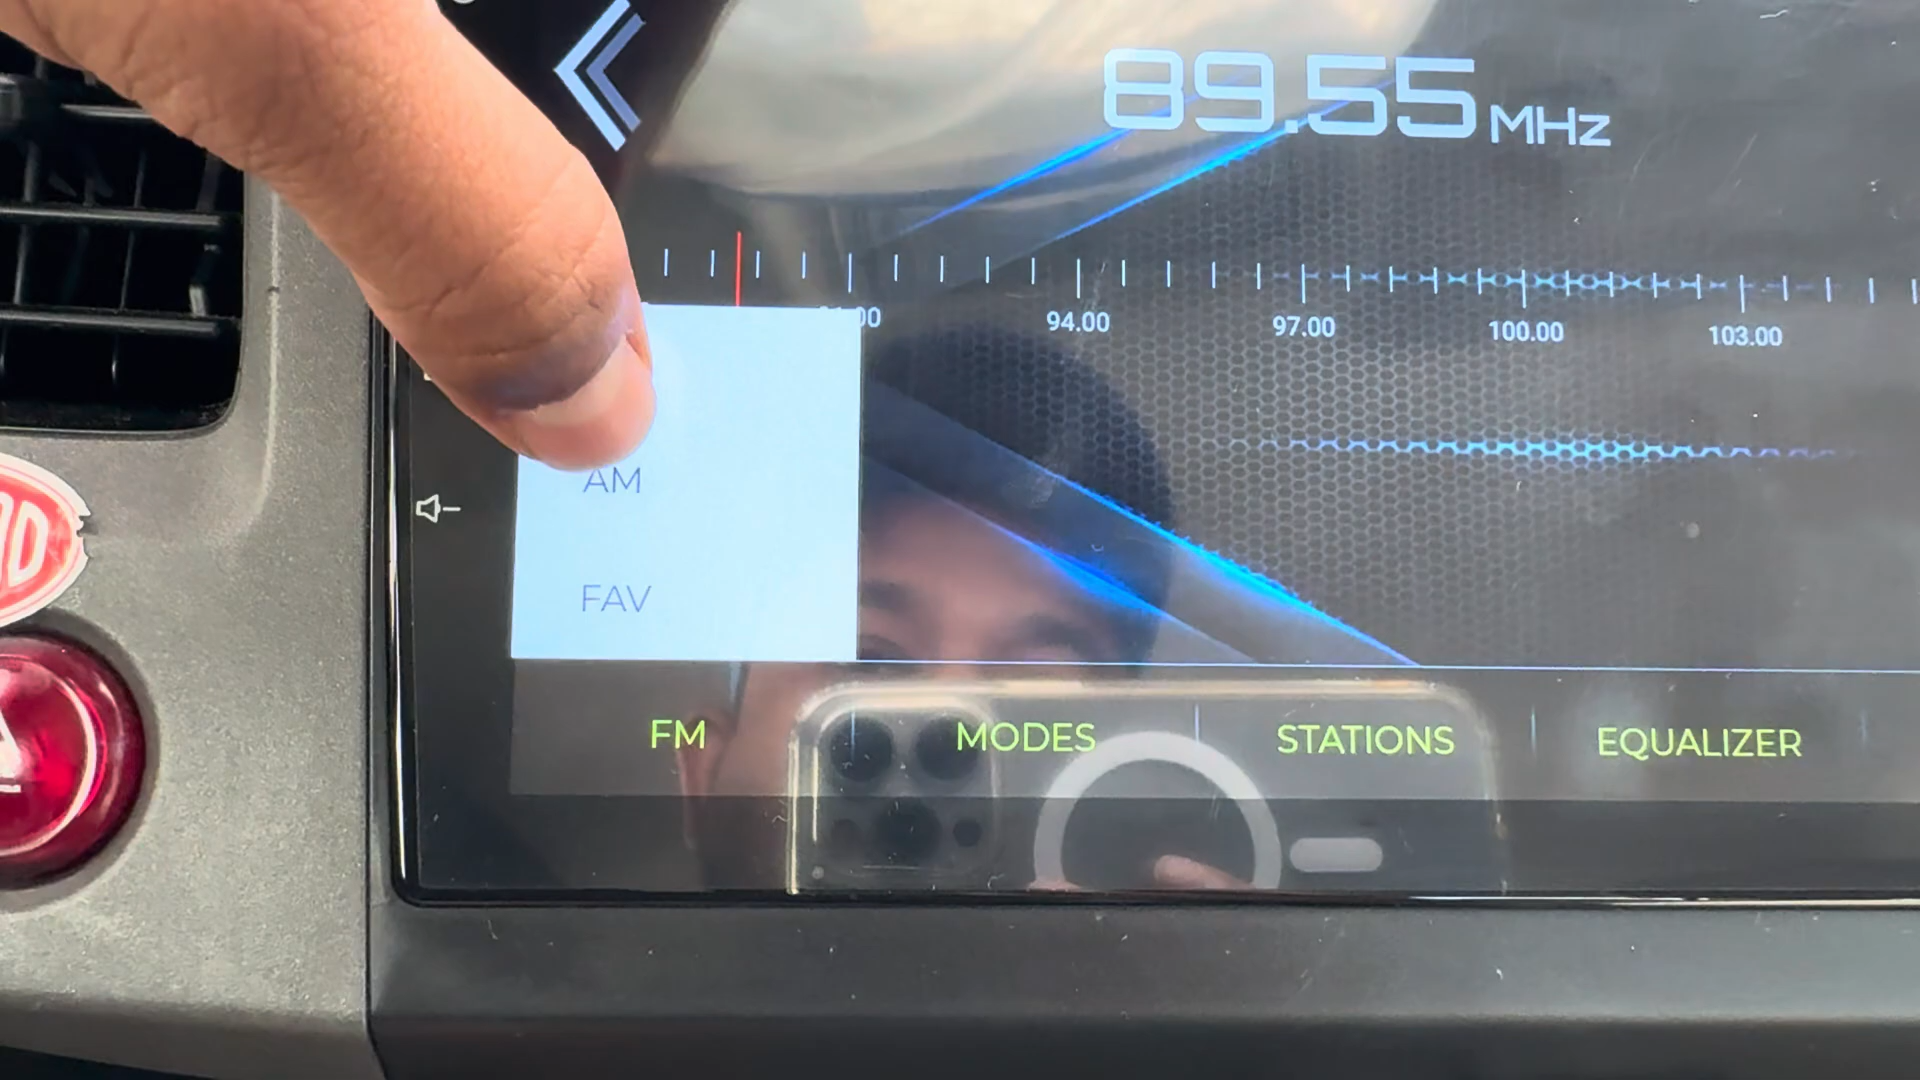 89.55 MHz
94.00 97.00 100.00 103.00
AM
FAV
FM MODES STATIONS EQUALIZER